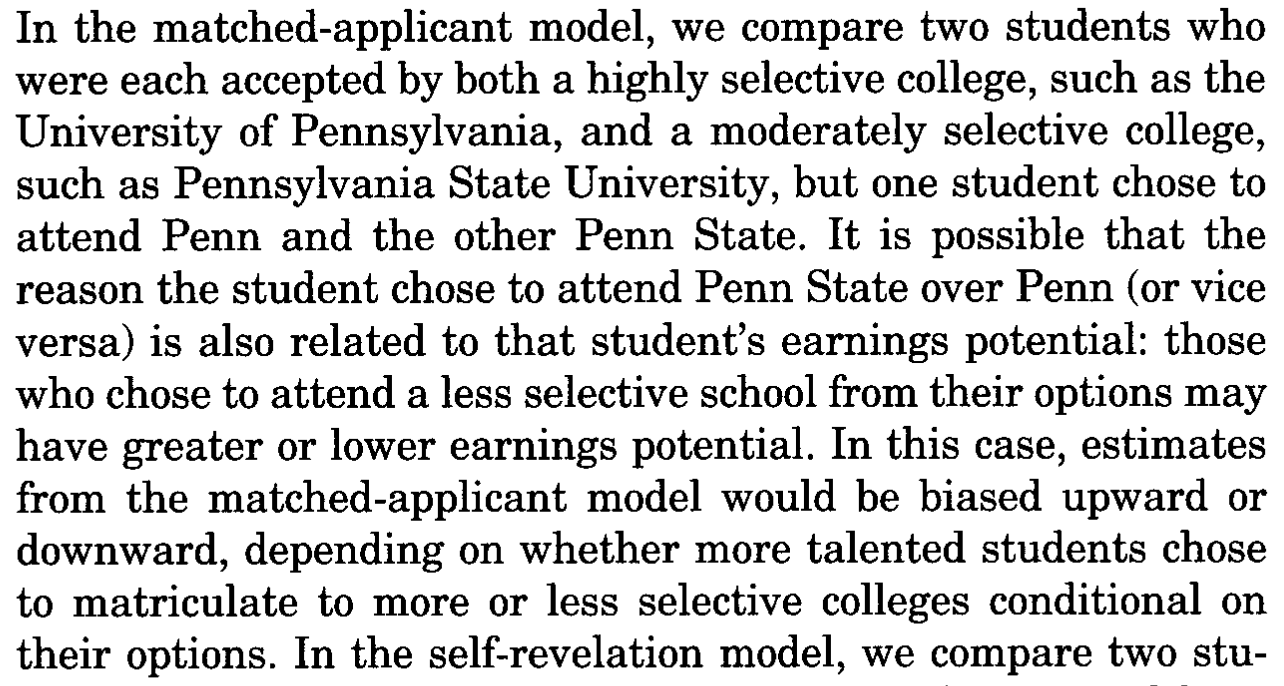 In the matched-applicant model, we compare two students who
were each accepted by both a highly selective college, such as the
University of Pennsylvania, and a moderately selective college,
such as Pennsylvania State University, but one student chose to
attend Penn and the other Penn State. It is possible that the
reason the student chose to attend Penn State over Penn (or vice
versa) is also related to that student's earnings potential: those
who chose to attend a less selective school from their options may
have greater or lower earnings potential. In this case, estimates
from the matched-applicant model would be biased upward or
downward, depending on whether more talented students chose
to matriculate to more or less selective colleges conditional on
their options. In the self-revelation model, we compare two stu-